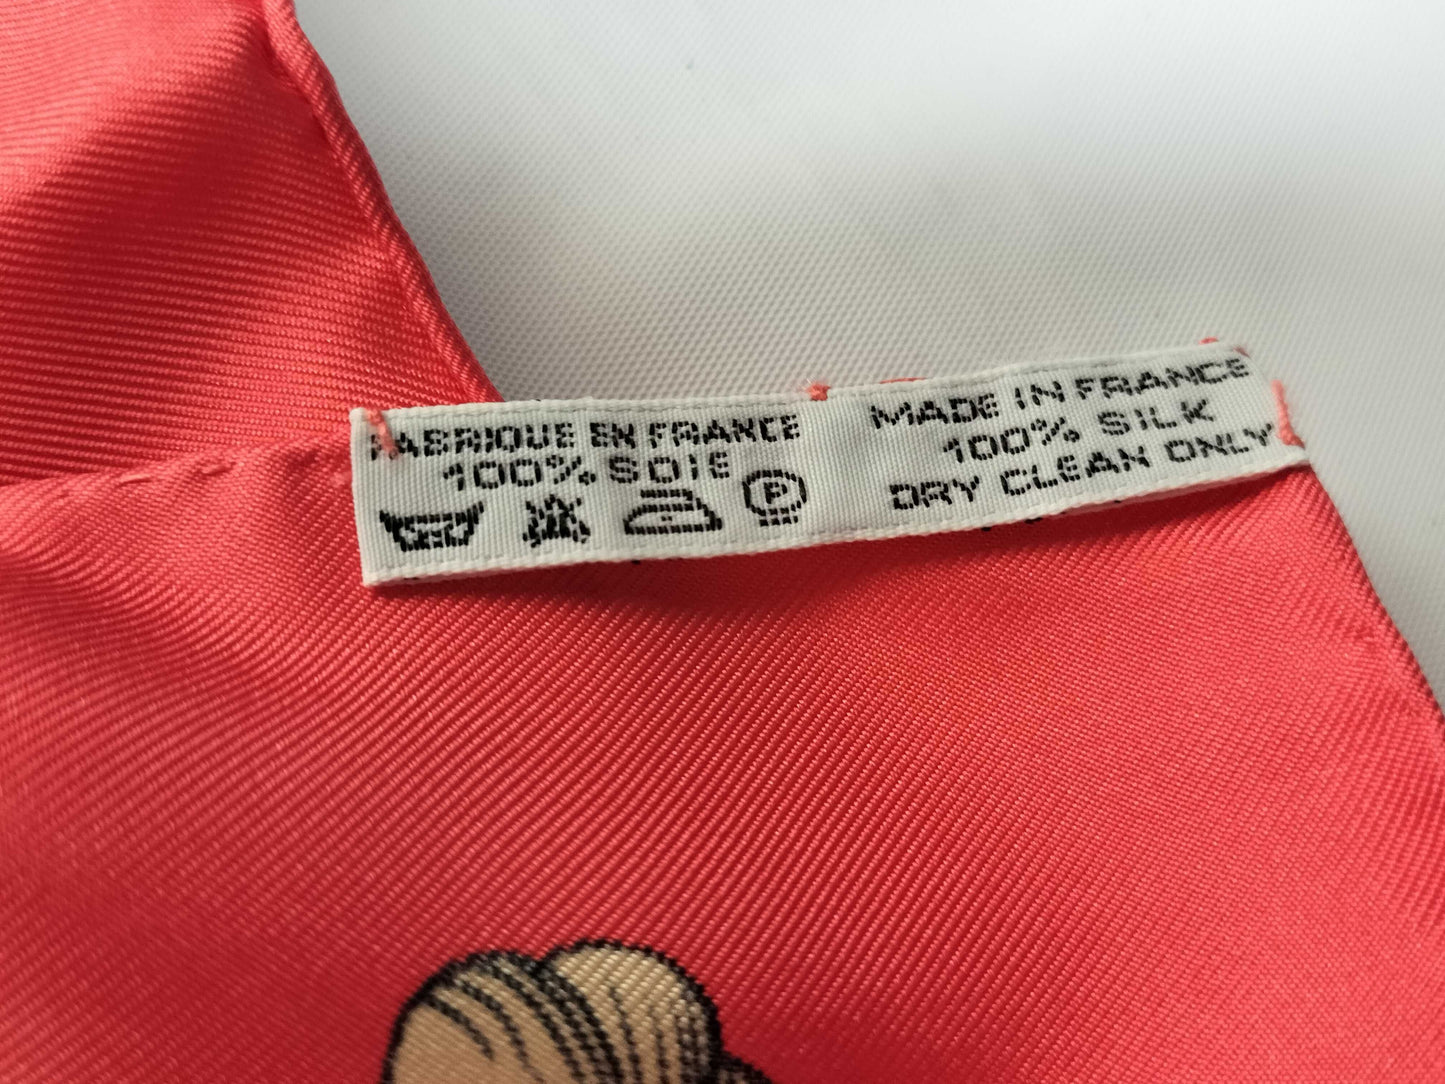 FABRIQUE EN FRANCE
100% SOIE
P
MADE IN FRANCE
100% SILK
DRY CLEAN ONLY